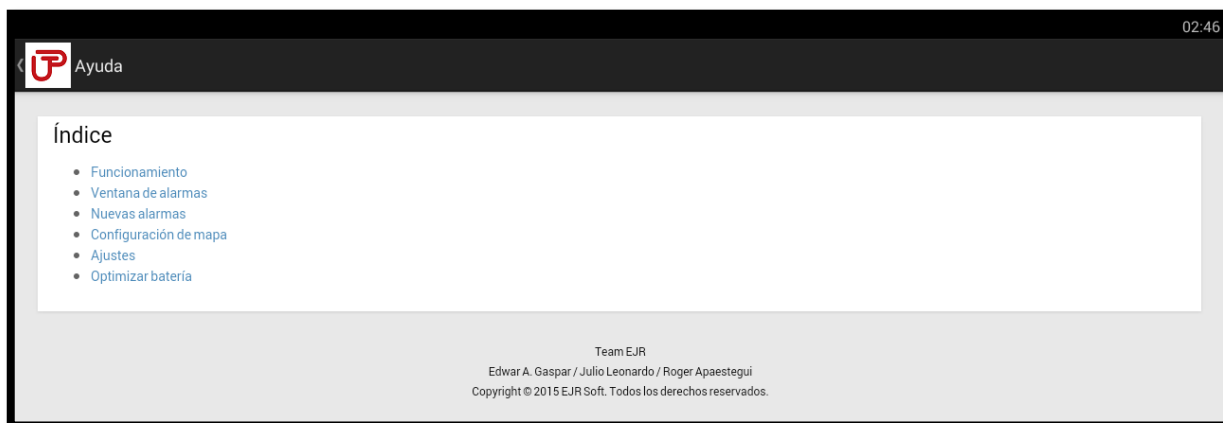 02:46
Ayuda
Índice
Funcionamiento
Ventana de alarmas
Nuevas alarmas
Configuración de mapa
Ajustes
Optimizar batería
Team EJR
Edwar A. Gaspar / Julio Leonardo / Roger Apaestegui
Copyright © 2015 EJR Soft. Todos los derechos reservados.